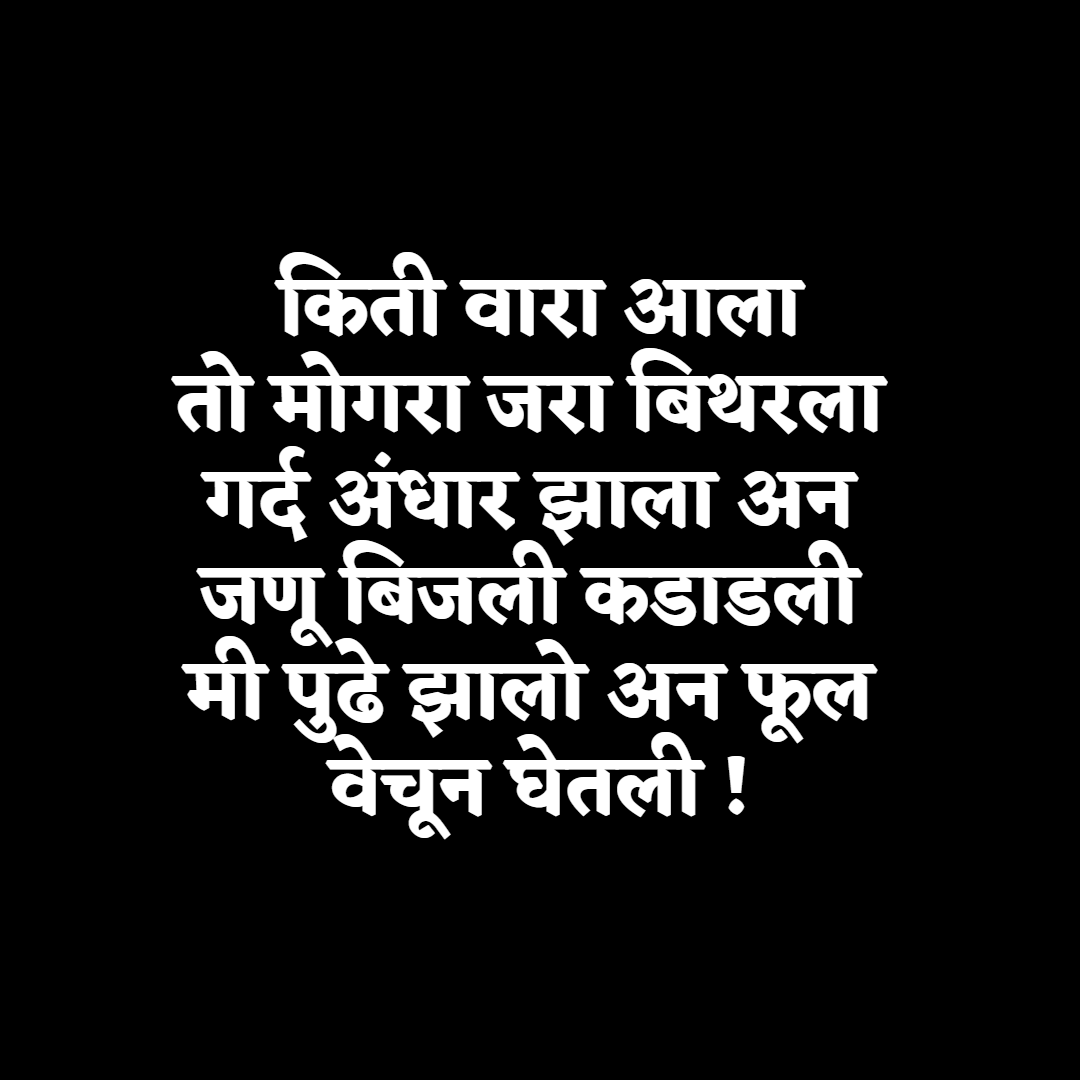 किती वारा आला
तो मोगरा जरा बिथरला
गर्द अंधार झाला अन
जणू बिजली कडाडली
मी पुढे झालो अन फूल
वेचून घेतली !